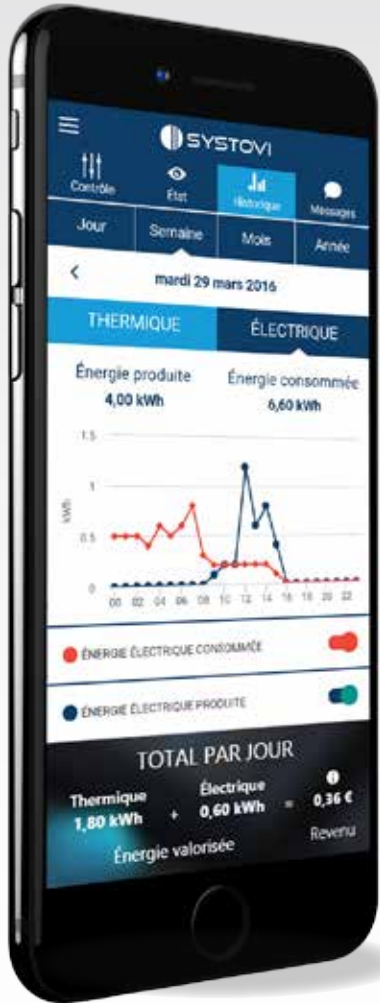 SYSTOVI
Contrôle État Historique Messages
Jour Semaine Mois Année
< mardi 29 mars 2016
THERMIQUE ÉLECTRIQUE
Énergie produite Énergie consommée
4,00 kWh 6,60 kWh
1.5
1
0.5
0
kWh
00 02 04 06 08 10 12 14 16 18 20 22
ÉNERGIE ÉLECTRIQUE CONSOMMÉE
ÉNERGIE ÉLECTRIQUE PRODUITE
TOTAL PAR JOUR
Thermique Électrique
1,80 kWh + 0,60 kWh = 0,36 €
Énergie valorisée Revenu